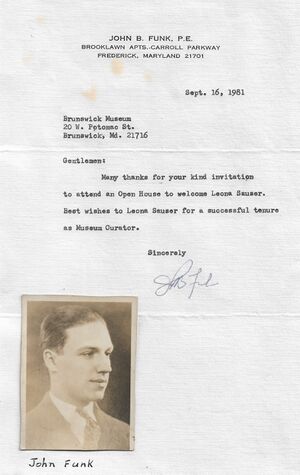 JOHN B. FUNK, P.E.
BROOKLAWN APTS.-CARROLL PARKWAY
FREDERICK, MARYLAND 21701
Sept. 16, 1981
Brunswick Museum
20 W. Potomac St.
Brunswick, Md. 21716
Gentlemen:
Many thanks for your kind invitation
to attend an Open House to welcome Leona Sauser.
Best wishes to Leona Sauser for a successful tenure
as Museum Curator.
Sincerely
John Funk